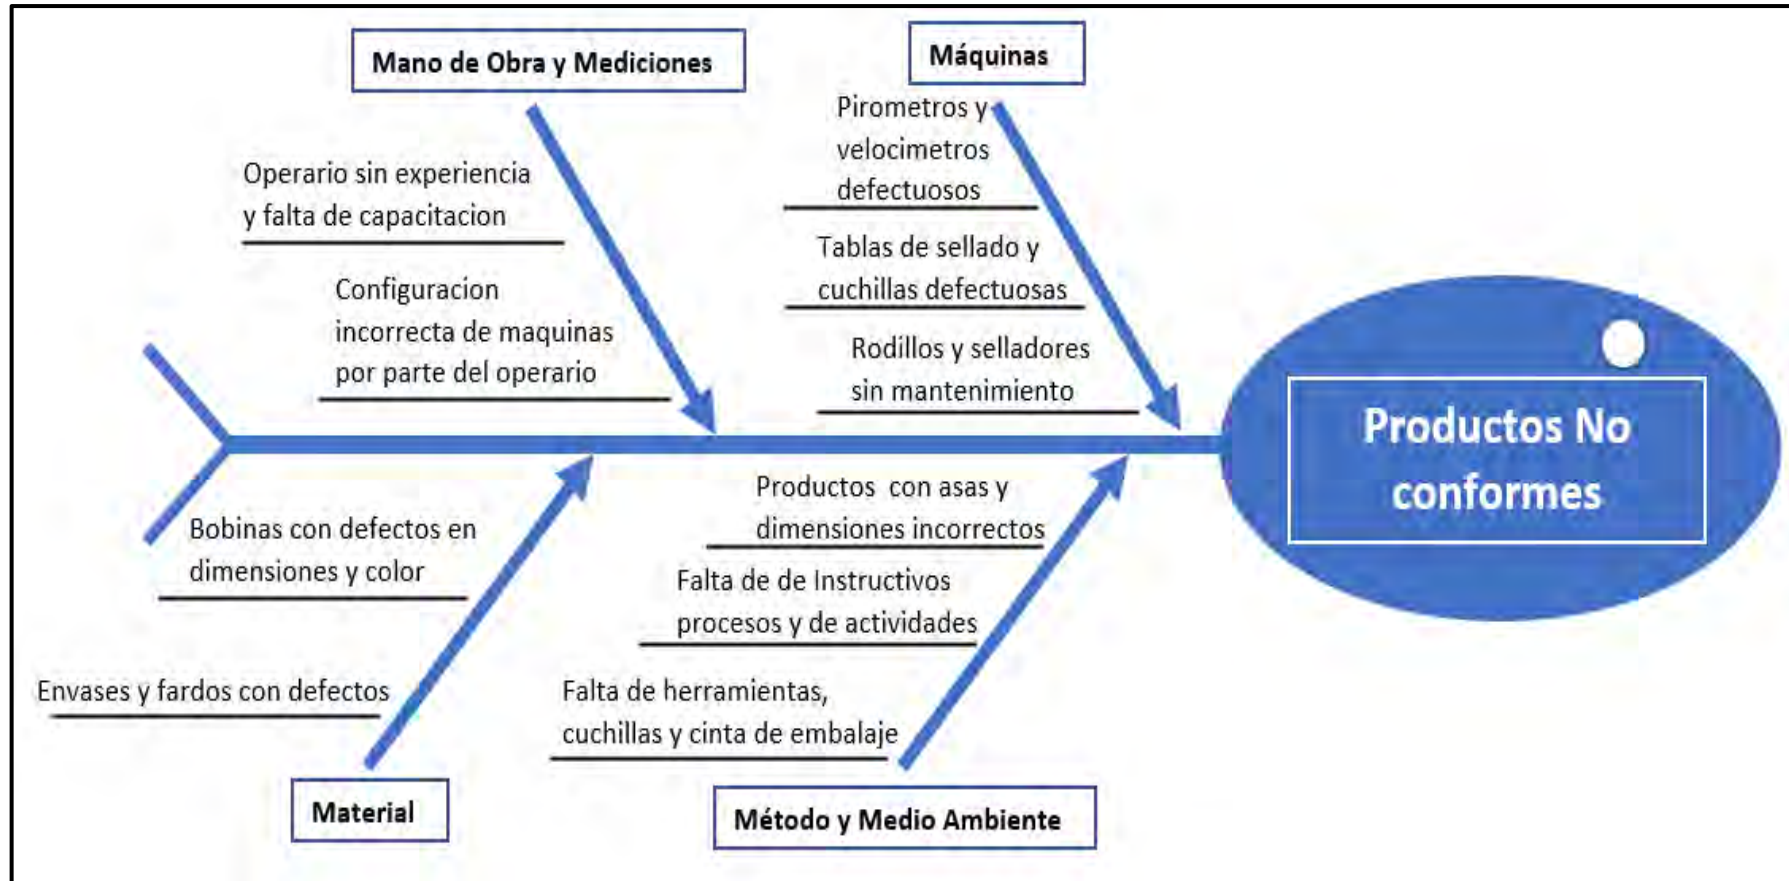 Mano de Obra y Mediciones
Máquinas
Operario sin experiencia
y falta de capacitacion
Configuracion
incorrecta de maquinas
por parte del operario
Pirometros y
velocimetros
defectuosos
Tablas de sellado y
cuchillas defectuosas
Rodillos y selladores
sin mantenimiento
Productos No
conformes
Bobinas con defectos en
dimensiones y color
Envases y fardos con defectos
Material
Productos con asas y
dimensiones incorrectos
Falta de de Instructivos
procesos y de actividades
Falta de herramientas,
cuchillas y cinta de embalaje
Método y Medio Ambiente